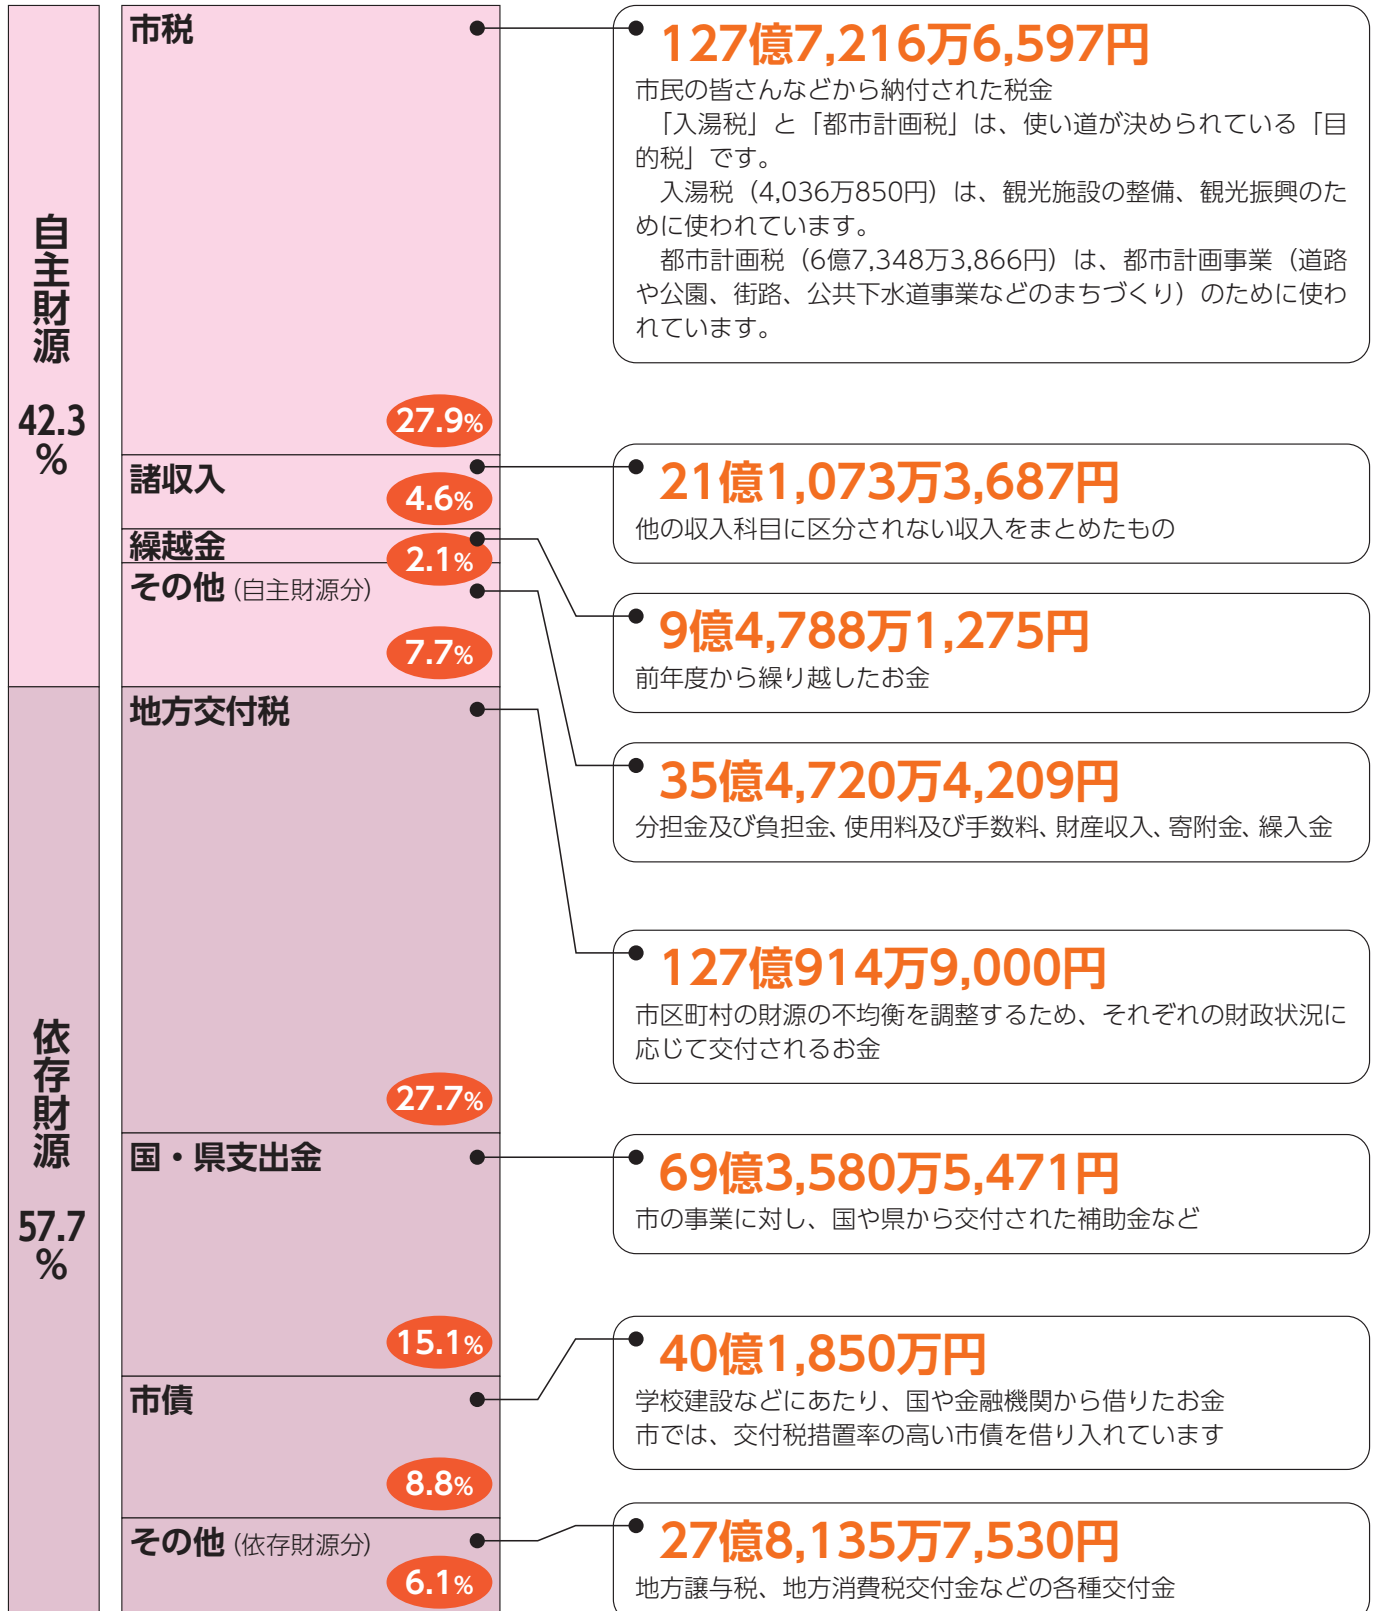 自主財源
42.3
%
依存財源
57.7
%
市税
27.9%
127億7,216万6,597円
市民の皆さんなどから納付された税金
「入湯税」と「都市計画税」は、使い道が決められている「目
的税」です。
入湯税（4,036万850円）は、観光施設の整備、観光振興のた
めに使われています。
都市計画税（6億7,348万3,866円）は、都市計画事業（道路
や公園、街路、公共下水道事業などのまちづくり）のために使わ
れています。
諸収入
4.6%
21億1,073万3,687円
他の収入科目に区分されない収入をまとめたもの
繰越金
2.1%
9億4,788万1,275円
前年度から繰り越したお金
その他 (自主財源分)
7.7%
35億4,720万4,209円
分担金及び負担金、使用料及び手数料、財産収入、寄附金、繰入金
地方交付税
27.7%
127億914万9,000円
市区町村の財源の不均衡を調整するため、それぞれの財政状況に
応じて交付されるお金
国・県支出金
15.1%
69億3,580万5,471円
市の事業に対し、国や県から交付された補助金など
市債
8.8%
40億1,850万円
学校建設などにあたり、国や金融機関から借りたお金
市では、交付税措置率の高い市債を借り入れています
その他 (依存財源分)
6.1%
27億8,135万7,530円
地方譲与税、地方消費税交付金などの各種交付金